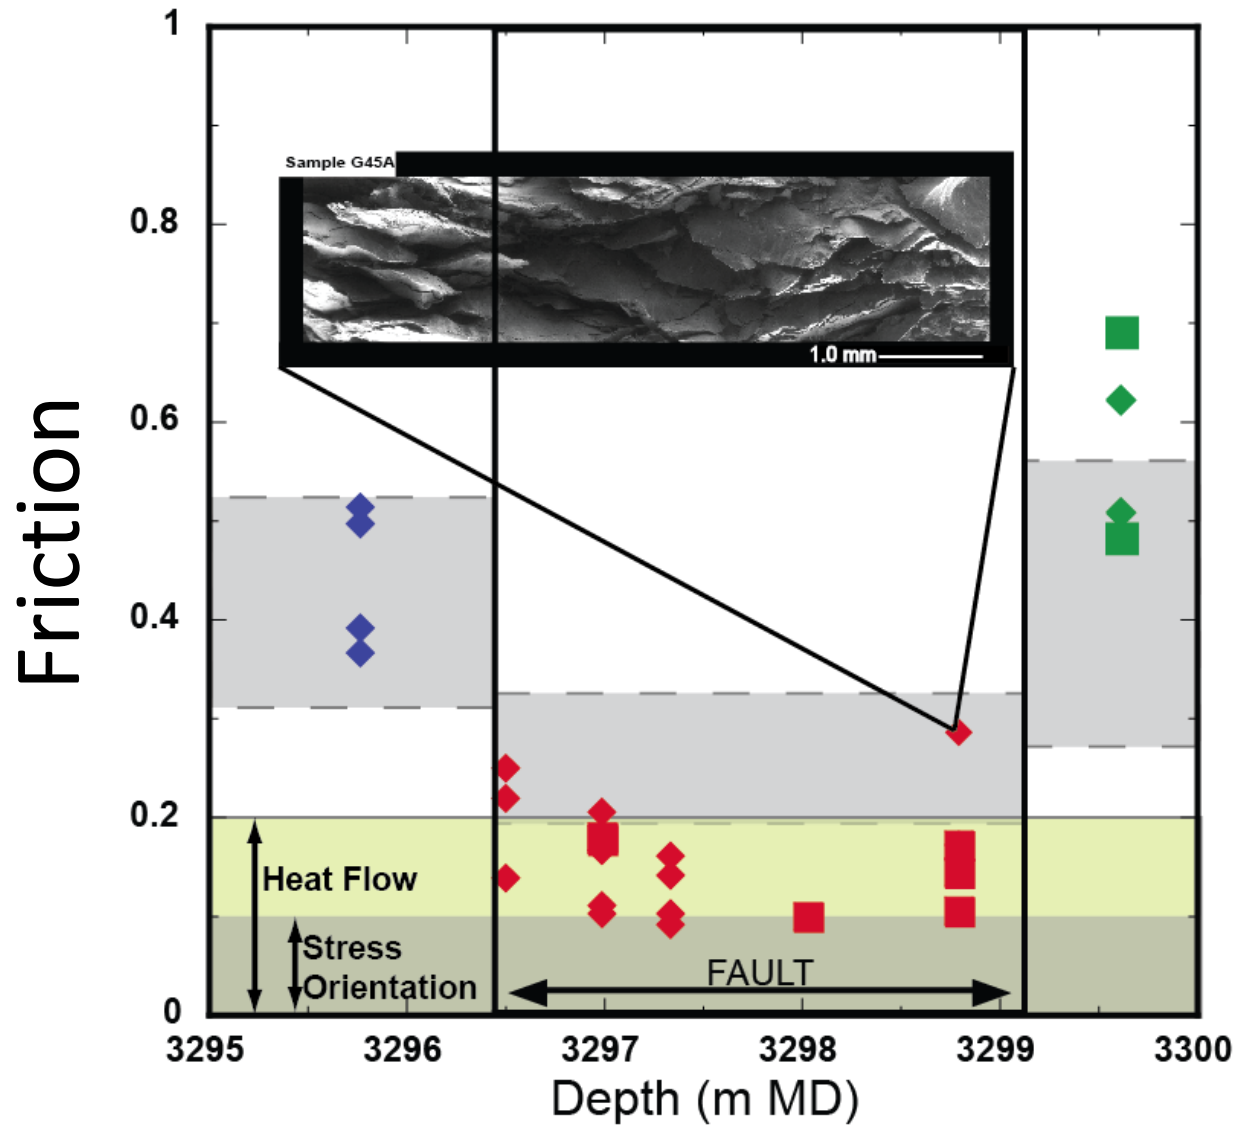 1
Sample G45A
0.8
1.0 mm
0.6
Friction
0.4
0.2
Heat Flow
Stress
Orientation
FAULT
0
3295 3296 3297 3298 3299 3300
Depth (m MD)